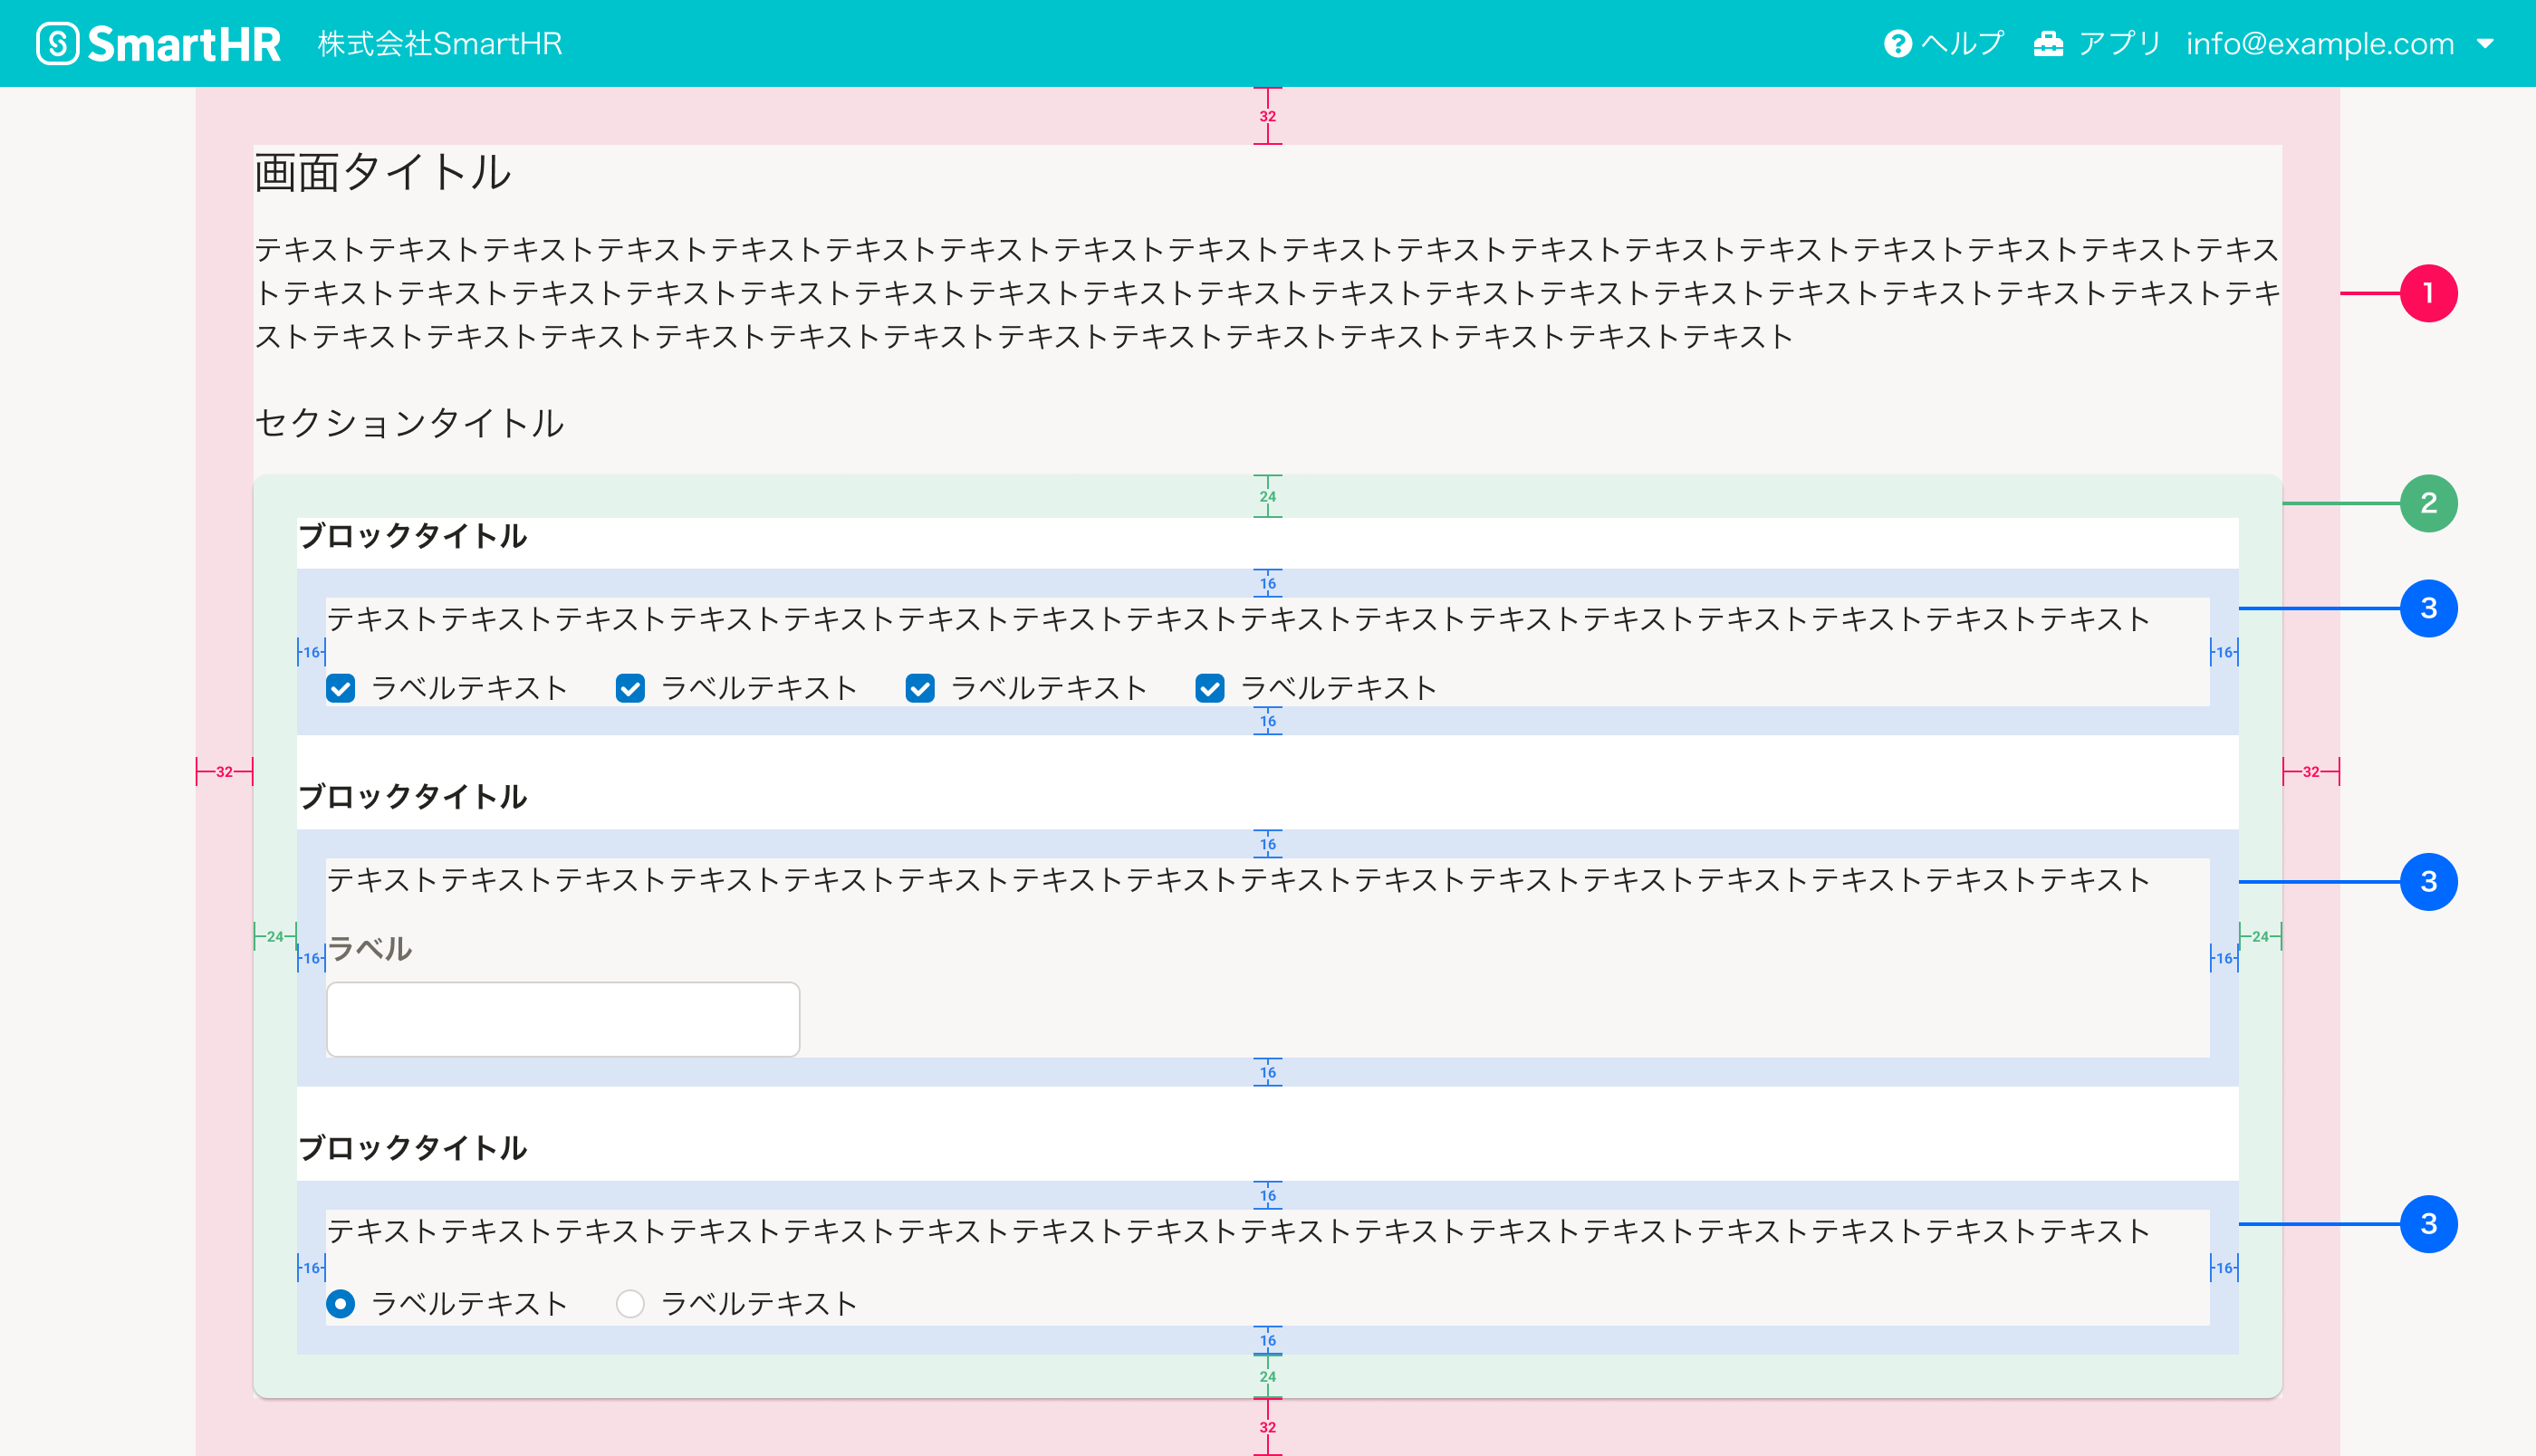 SmartHR 株式会社SmartHR ヘルプ アプリ info@example.com
32
画面タイトル
テキストテキストテキストテキストテキストテキストテキストテキストテキストテキストテキストテキストテキストテキストテキストテキストテキストテキス
トテキストテキストテキストテキストテキストテキストテキストテキストテキストテキストテキストテキストテキストテキストテキストテキストテキストテキ
ストテキストテキストテキストテキストテキストテキストテキストテキストテキストテキストテキストテキストテキスト
1
セクションタイトル
24
2
ブロックタイトル
16
3
テキストテキストテキストテキストテキストテキストテキストテキストテキストテキストテキストテキストテキストテキストテキストテキスト
16 16
ラベルテキスト ラベルテキスト ラベルテキスト ラベルテキスト
16
32 32
ブロックタイトル
16
テキストテキストテキストテキストテキストテキストテキストテキストテキストテキストテキストテキストテキストテキストテキストテキスト
3
24 24
ラベル
16 16
16
ブロックタイトル
16
テキストテキストテキストテキストテキストテキストテキストテキストテキストテキストテキストテキストテキストテキストテキストテキスト
3
16 16
ラベルテキスト ラベルテキスト
16
24
32